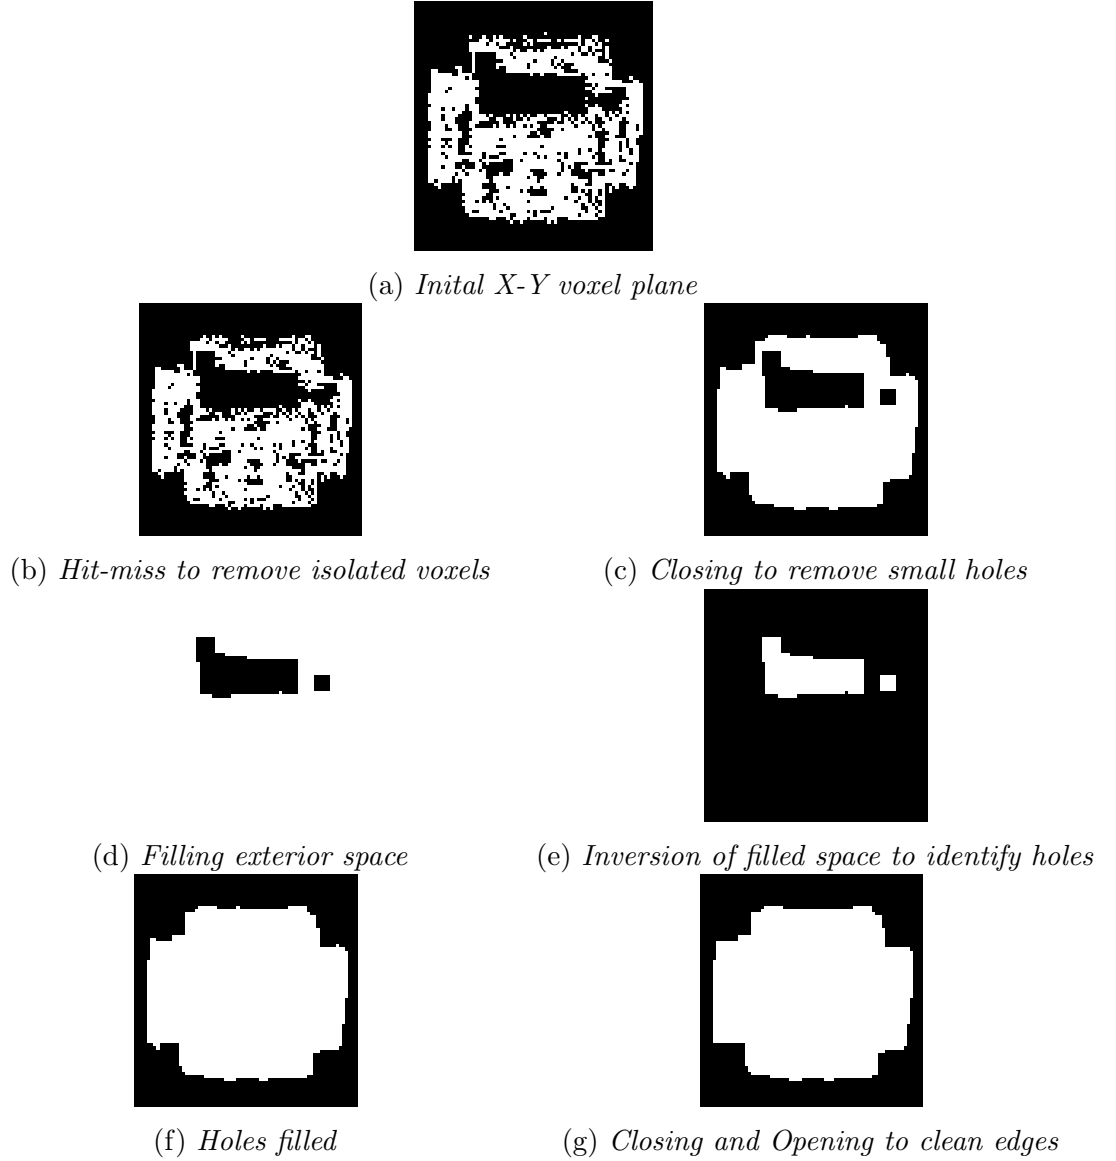 (a) Inital X-Y voxel plane
(b) Hit-miss to remove isolated voxels
(c) Closing to remove small holes
(d) Filling exterior space
(e) Inversion of filled space to identify holes
(f) Holes filled
(g) Closing and Opening to clean edges